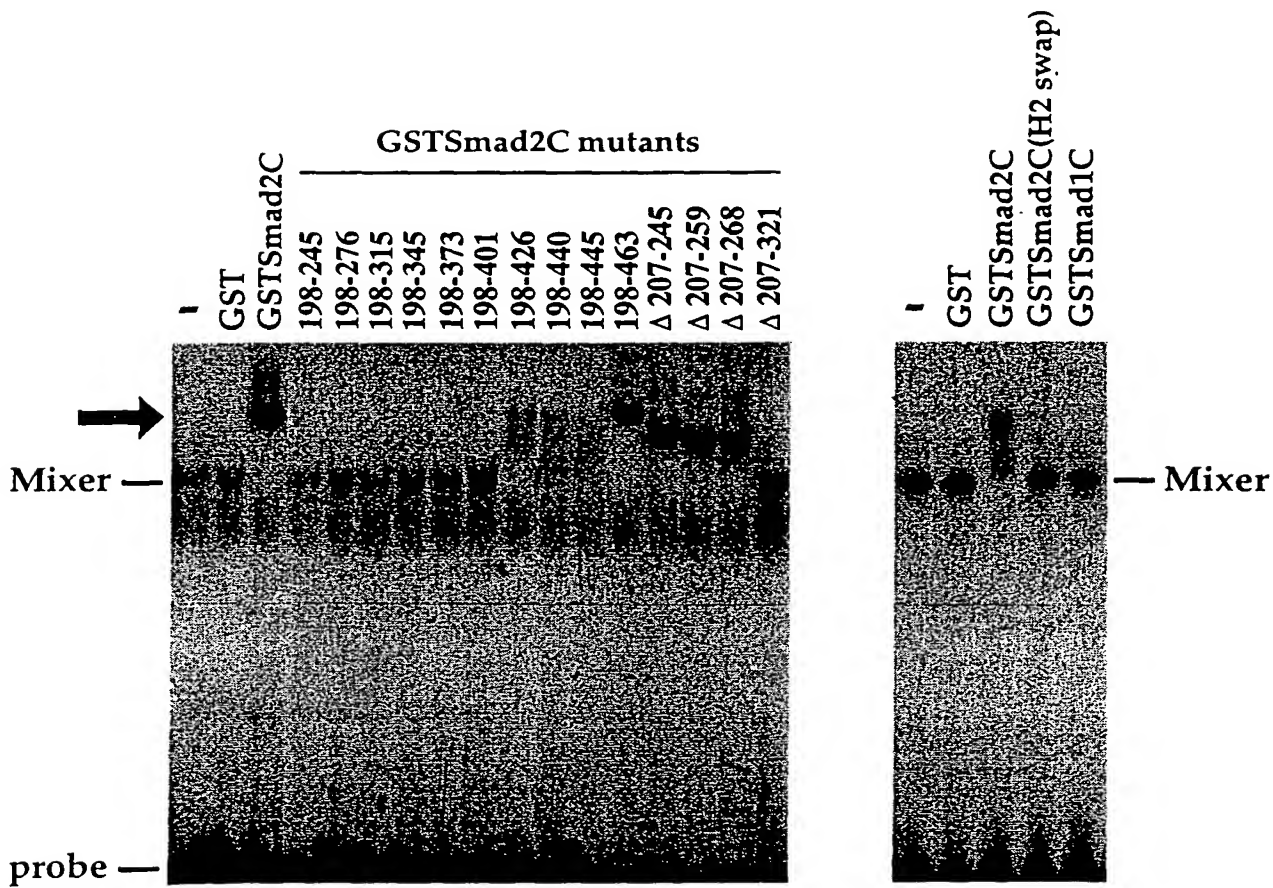 GSTSmad2C mutants
-
GST
GSTSmad2C
198-245
198-276
198-315
198-345
198-373
198-401
198-426
198-440
198-445
198-463
Δ 207-245
Δ 207-259
Δ 207-268
Δ 207-321
-
GST
GSTSmad2C
GSTSmad2C(H2 swap)
GSTSmad1C
Mixer
Mixer
probe